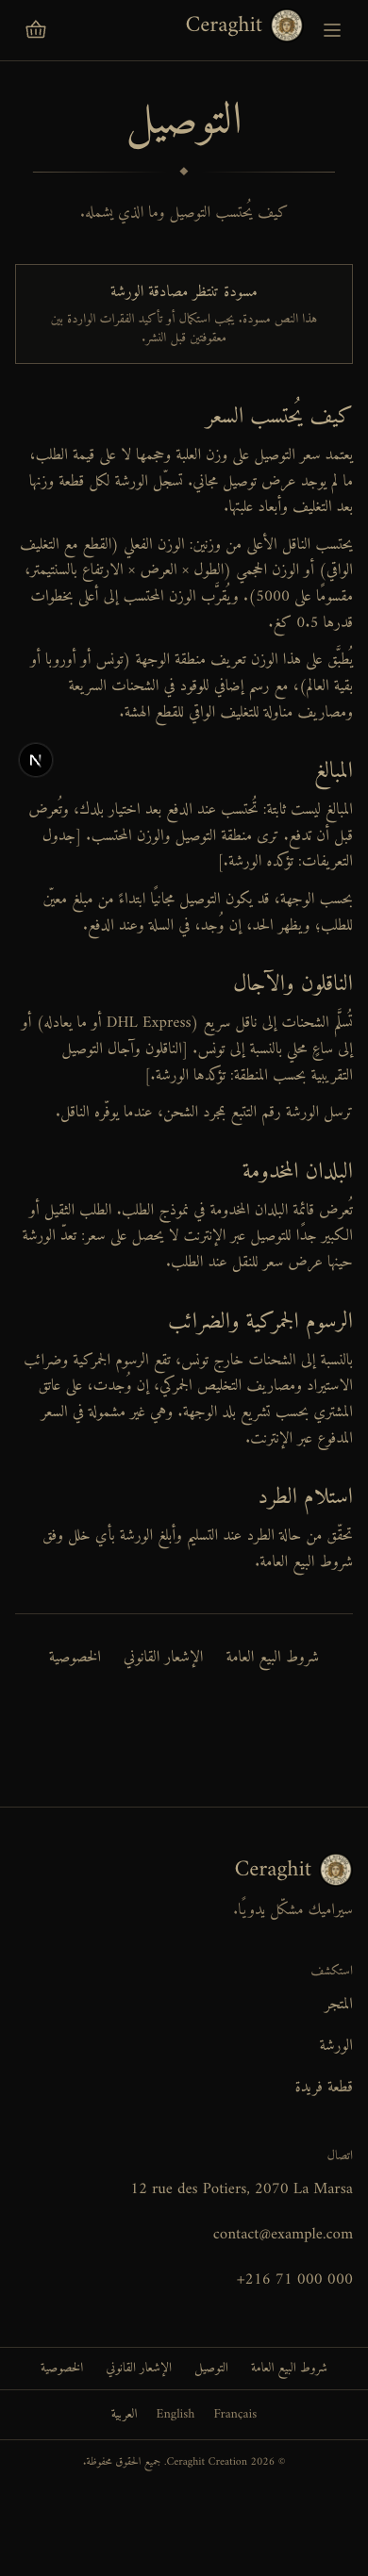 Ceraghit
التوصيل
كيف يُحتسب التوصيل وما الذي يشمله.
مسودة تنتظر مصادقة الورشة
هذا النص مسودة. يجب استكمال أو تأكيد الفقرات الواردة بين
معقوفتين قبل النشر.
كيف يُحتسب السعر
يعتمد سعر التوصيل على وزن العلبة وحجمها لا على قيمة الطلب،
ما لم يوجد عرض توصيل مجاني. تسجّل الورشة لكل قطعة وزنها
بعد التغليف وأبعاد علبتها.
يحتسب الناقل الأعلى من وزنين: الوزن الفعلي (القطع مع التغليف
الواقي) أو الوزن الحجمي (الطول × العرض × الارتفاع بالسنتيمتر،
مقسومًا على 5000). ويُقرَّب الوزن المحتسب إلى أعلى بخطوات
قدرها 0.5 كغ.
يُطبَّق على هذا الوزن تعريف منطقة الوجهة (تونس أو أوروبا أو
بقية العالم)، مع رسم إضافي للوقود في الشحنات السريعة
ومصاريف مناولة للتغليف الواقي للقطع الهشة.
المبالغ
المبالغ ليست ثابتة: تُحتسب عند الدفع بعد اختيار بلدك، وتُعرض
قبل أن تدفع. ترى منطقة التوصيل والوزن المحتسب. [جدول
التعريفات: تؤكده الورشة.]
بحسب الوجهة، قد يكون التوصيل مجانيًا ابتداءً من مبلغ معيّن
للطلب؛ ويظهر الحد، إن وُجد، في السلة وعند الدفع.
الناقلون والآجال
تُسلَّم الشحنات إلى ناقل سريع (DHL Express أو ما يعادله) أو
إلى ساعٍ محلي بالنسبة إلى تونس. [الناقلون وآجال التوصيل
التقريبية بحسب المنطقة: تؤكدها الورشة.]
ترسل الورشة رقم التتبع بمجرد الشحن، عندما يوفّره الناقل.
البلدان المخدومة
تُعرض قائمة البلدان المخدومة في نموذج الطلب. الطلب الثقيل أو
الكبير جدًا للتوصيل عبر الإنترنت لا يحصل على سعر: تعدّ الورشة
حينها عرض سعر للنقل عند الطلب.
الرسوم الجمركية والضرائب
بالنسبة إلى الشحنات خارج تونس، تقع الرسوم الجمركية وضرائب
الاستيراد ومصاريف التخليص الجمركي، إن وُجدت، على عاتق
المشتري بحسب تشريع بلد الوجهة. وهي غير مشمولة في السعر
المدفوع عبر الإنترنت.
استلام الطرد
تحقّق من حالة الطرد عند التسليم وأبلغ الورشة بأي خلل وفق
شروط البيع العامة.
شروط البيع العامة الإشعار القانوني الخصوصية
Ceraghit
سيراميك مشكّل يدويًا.
استكشف
المتجر
الورشة
قطعة فريدة
اتصال
12 rue des Potiers, 2070 La Marsa
contact@example.com
+216 71 000 000
شروط البيع العامة التوصيل الإشعار القانوني الخصوصية
Français English العربية
© 2026 Ceraghit Creation. جميع الحقوق محفوظة.